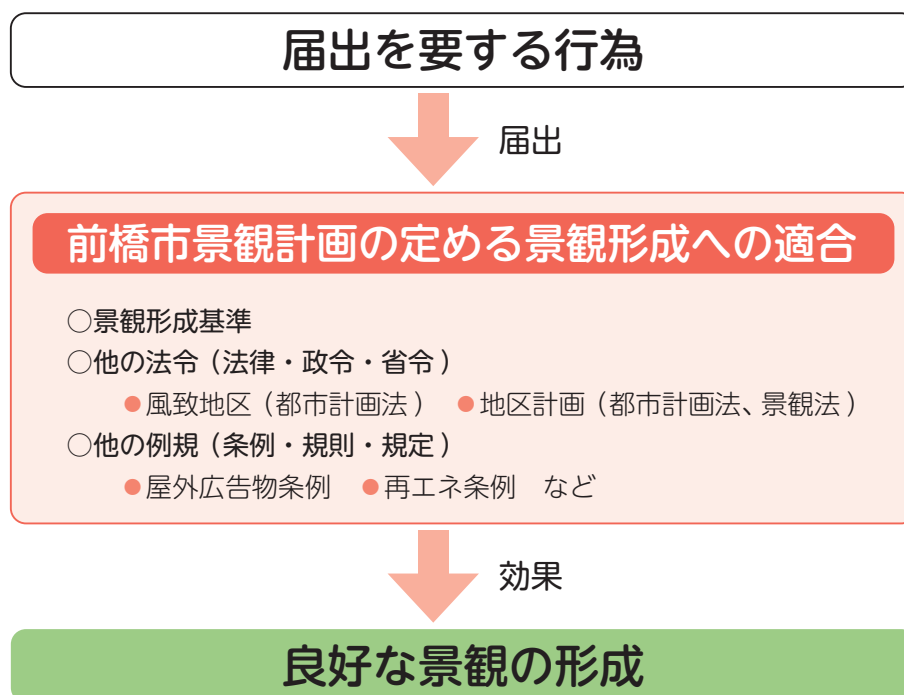 届出を要する行為
届出
前橋市景観計画の定める景観形成への適合
○景観形成基準
○他の法令（法律・政令・省令）
●風致地区（都市計画法） ●地区計画（都市計画法、景観法）
○他の例規（条例・規則・規定）
●屋外広告物条例 ●再エネ条例　など
効果
良好な景観の形成